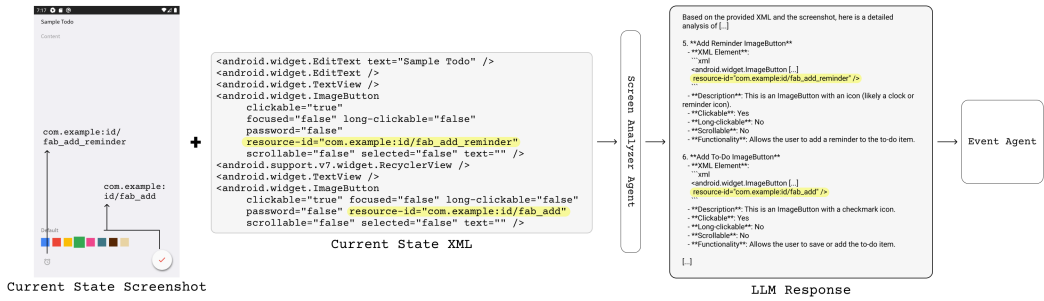 7:17
Sample Todo
Content
com.example:id/
fab_add_reminder
com.example:
id/fab_add
Default
Current State Screenshot
+
<android.widget.EditText text="Sample Todo" />
<android.widget.EditText />
<android.widget.TextView />
<android.widget.ImageButton
clickable="true"
focused="false" long-clickable="false"
password="false"
resource-id="com.example:id/fab_add_reminder"
scrollable="false" selected="false" text="" />
<android.support.v7.widget.RecyclerView />
<android.widget.TextView />
<android.widget.ImageButton
clickable="true" focused="false" long-clickable="false"
password="false" resource-id="com.example:id/fab_add"
scrollable="false" selected="false" text="" />
Current State XML
Screen Analyzer Agent
Based on the provided XML and the screenshot, here is a detailed
analysis of [...]
5. **Add Reminder ImageButton**
- **XML Element**:
```xml
<android.widget.ImageButton [...]
resource-id="com.example:id/fab_add_reminder" />
```
- **Description**: This is an ImageButton with an icon (likely a clock or
reminder icon).
- **Clickable**: Yes
- **Long-clickable**: No
- **Scrollable**: No
- **Functionality**: Allows the user to add a reminder to the to-do item.
6. **Add To-Do ImageButton**
- **XML Element**:
```xml
<android.widget.ImageButton [...]
resource-id="com.example:id/fab_add" />
```
- **Description**: This is an ImageButton with a checkmark icon.
- **Clickable**: Yes
- **Long-clickable**: No
- **Scrollable**: No
- **Functionality**: Allows the user to save or add the to-do item.
[...]
LLM Response
Event Agent